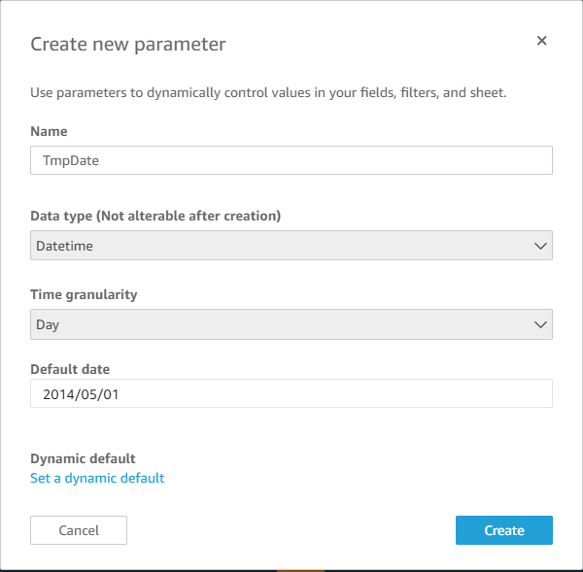 Create new parameter
Use parameters to dynamically control values in your fields, filters, and sheet.
Name
TmpDate
Data type (Not alterable after creation)
Datetime
Time granularity
Day
Default date
2014/05/01
Dynamic default
Set a dynamic default
Cancel
Create